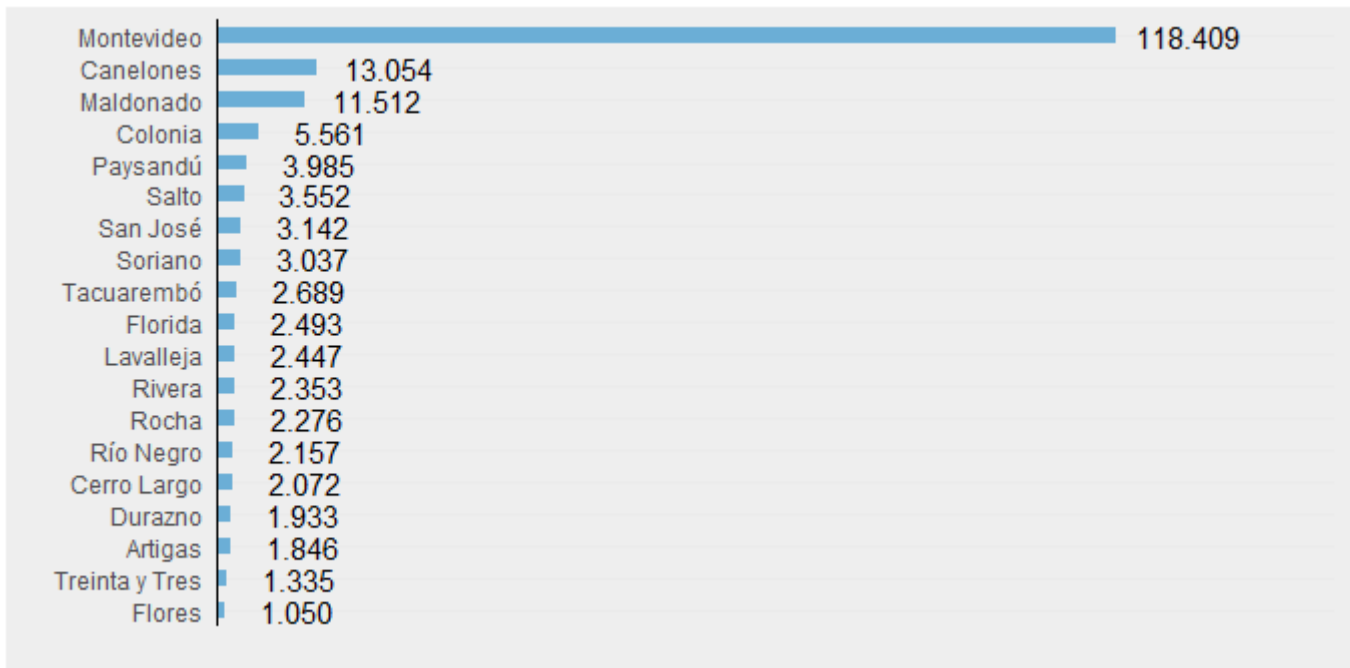 Montevideo 118.409
Canelones 13.054
Maldonado 11.512
Colonia 5.561
Paysandú 3.985
Salto 3.552
San José 3.142
Soriano 3.037
Tacuarembó 2.689
Florida 2.493
Lavalleja 2.447
Rivera 2.353
Rocha 2.276
Río Negro 2.157
Cerro Largo 2.072
Durazno 1.933
Artigas 1.846
Treinta y Tres 1.335
Flores 1.050